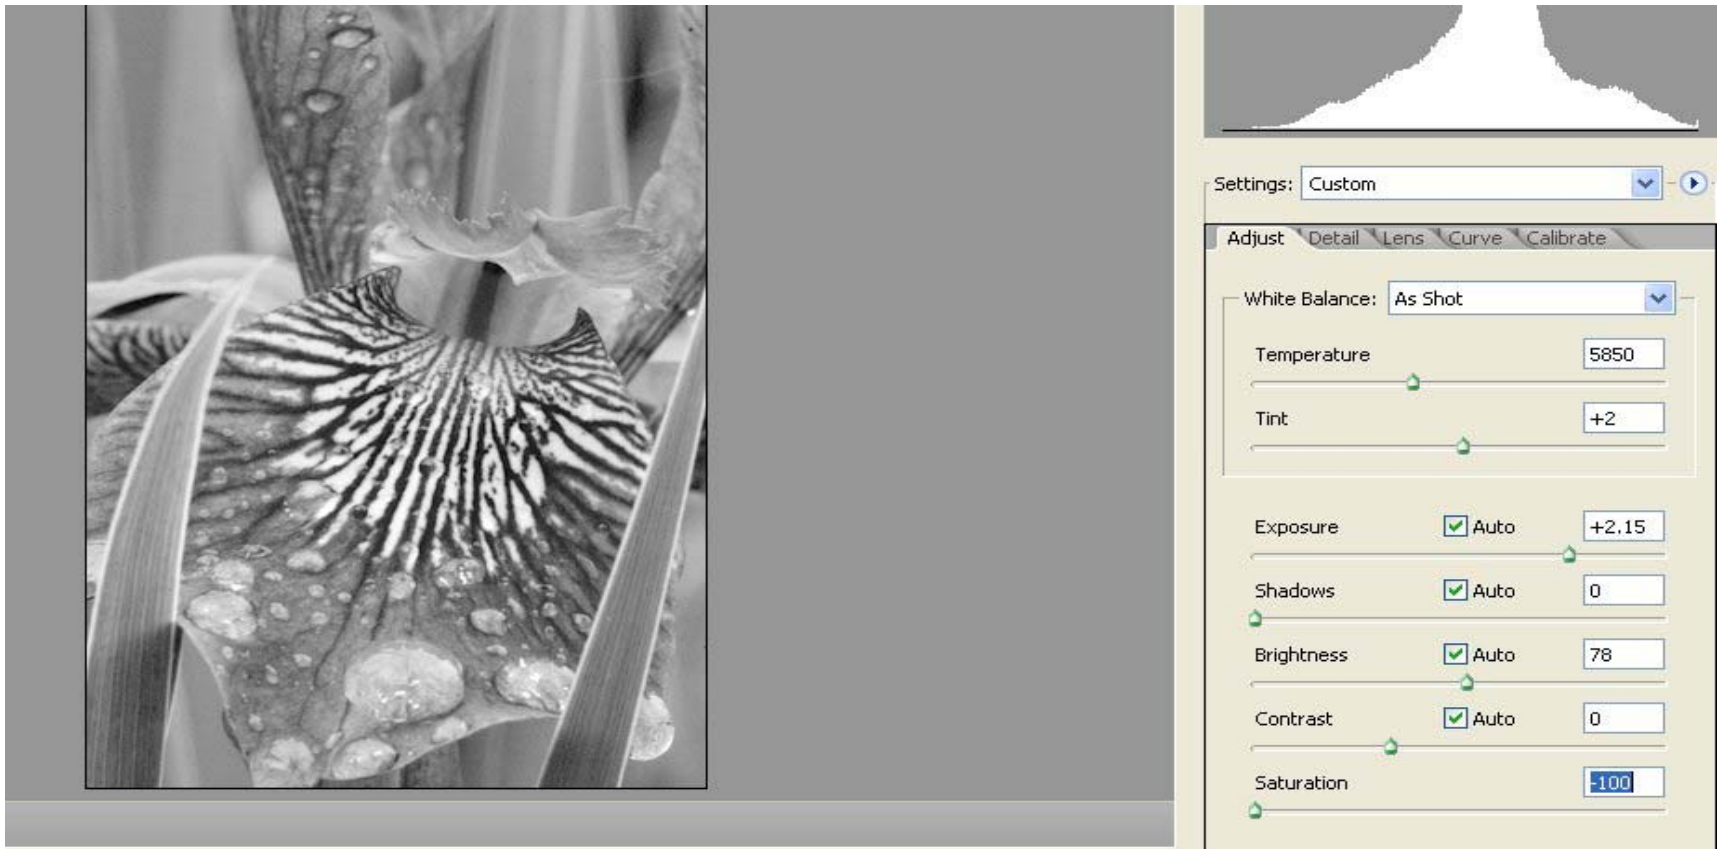 Settings: Custom
Adjust Detail Lens Curve Calibrate
White Balance: As Shot
Temperature 5850
Tint +2
Exposure Auto +2.15
Shadows Auto 0
Brightness Auto 78
Contrast Auto 0
Saturation -100